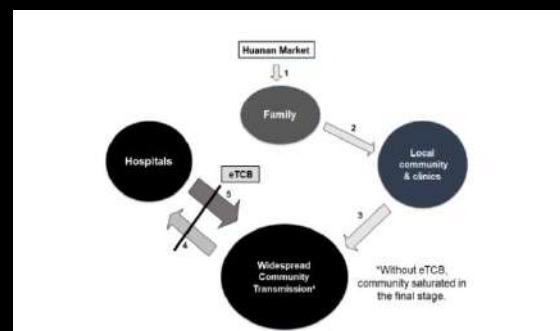 Huanan Market
1
Family
2
Hospitals
Local
community
& clinics
eTCB
5
3
4
Widespread
Community
Transmission*
*Without eTCB,
community saturated
in the final stage.